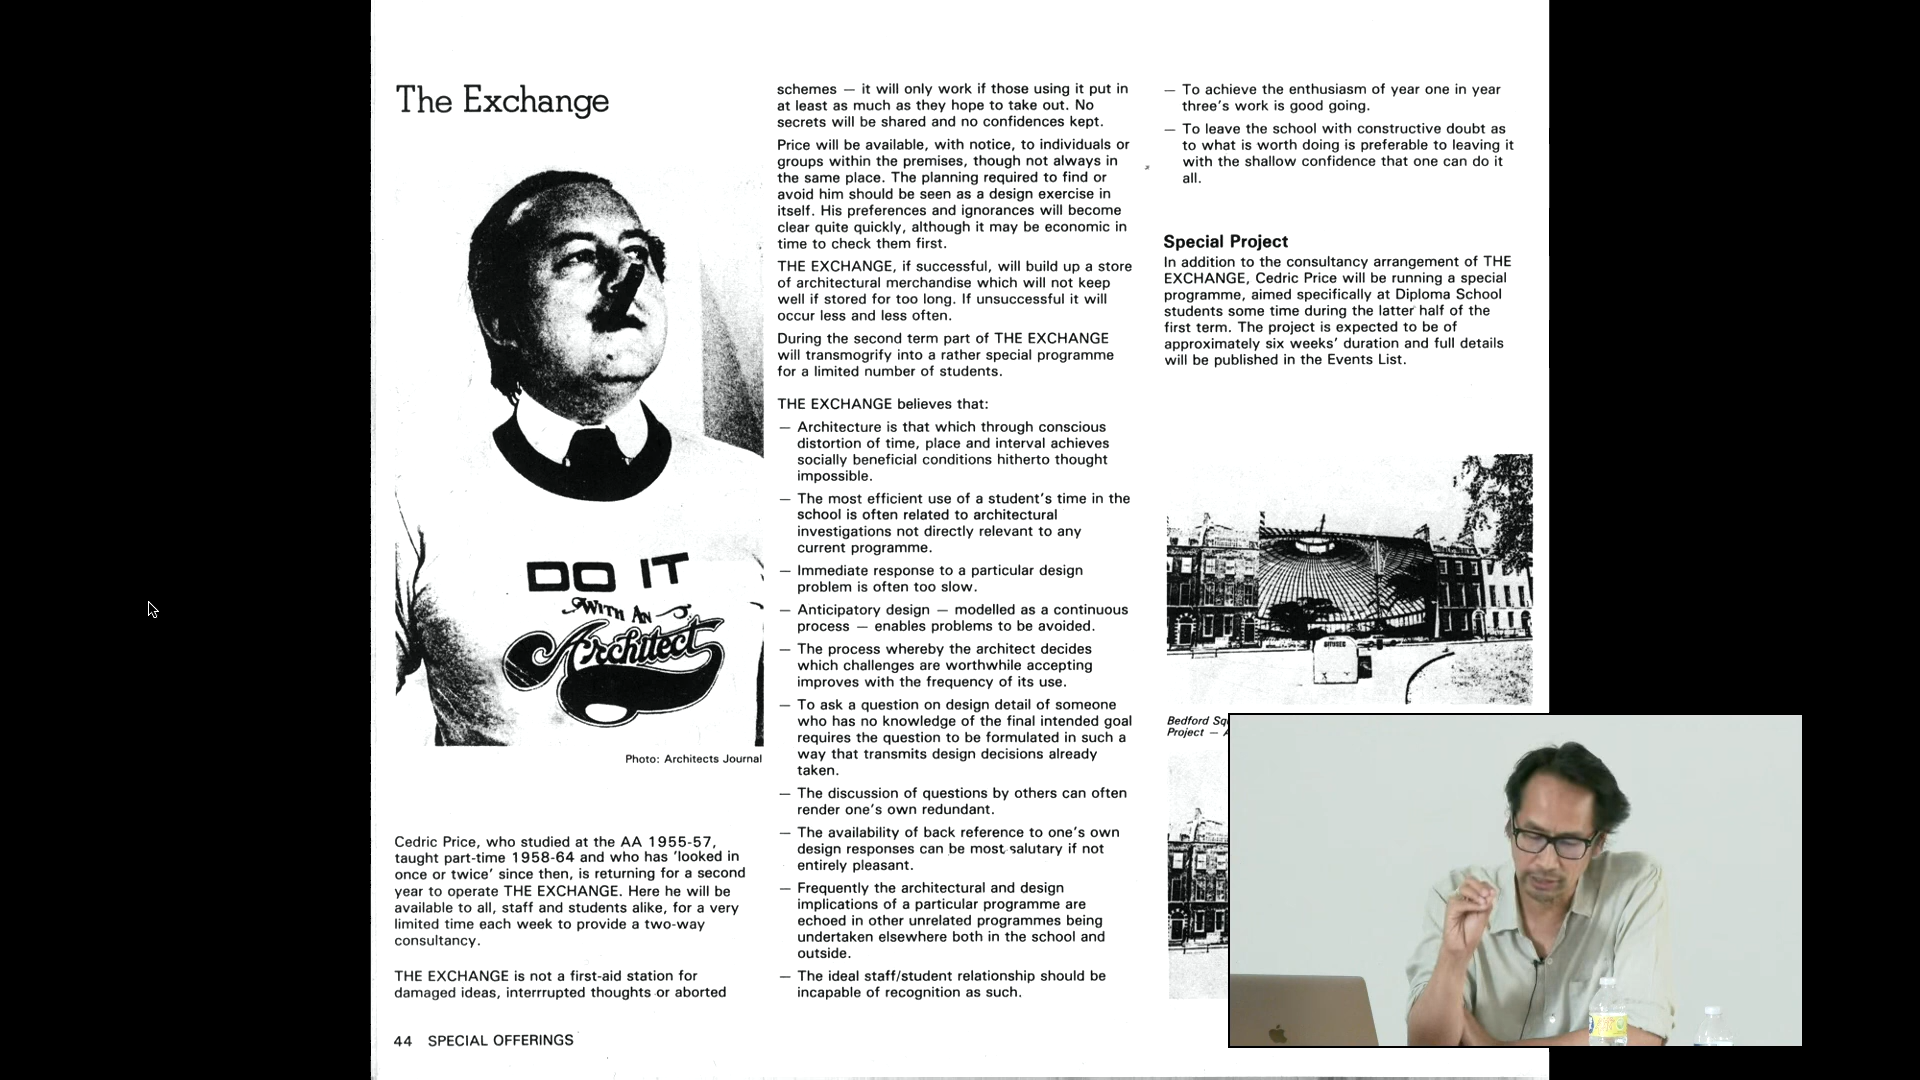 The Exchange
DO IT
WITH AN
Architect
Photo: Architects Journal
Cedric Price, who studied at the AA 1955-57,
taught part-time 1958-64 and who has 'looked in
once or twice' since then, is returning for a second
year to operate THE EXCHANGE. Here he will be
available to all, staff and students alike, for a very
limited time each week to provide a two-way
consultancy.
THE EXCHANGE is not a first-aid station for
damaged ideas, interrrupted thoughts or aborted
schemes — it will only work if those using it put in
at least as much as they hope to take out. No
secrets will be shared and no confidences kept.
Price will be available, with notice, to individuals or
groups within the premises, though not always in
the same place. The planning required to find or
avoid him should be seen as a design exercise in
itself. His preferences and ignorances will become
clear quite quickly, although it may be economic in
time to check them first.
THE EXCHANGE, if successful, will build up a store
of architectural merchandise which will not keep
well if stored for too long. If unsuccessful it will
occur less and less often.
During the second term part of THE EXCHANGE
will transmogrify into a rather special programme
for a limited number of students.
THE EXCHANGE believes that:
— Architecture is that which through conscious
distortion of time, place and interval achieves
socially beneficial conditions hitherto thought
impossible.
— The most efficient use of a student's time in the
school is often related to architectural
investigations not directly relevant to any
current programme.
— Immediate response to a particular design
problem is often too slow.
— Anticipatory design — modelled as a continuous
process — enables problems to be avoided.
— The process whereby the architect decides
which challenges are worthwhile accepting
improves with the frequency of its use.
— To ask a question on design detail of someone
who has no knowledge of the final intended goal
requires the question to be formulated in such a
way that transmits design decisions already
taken.
— The discussion of questions by others can often
render one's own redundant.
— The availability of back reference to one's own
design responses can be most salutary if not
entirely pleasant.
— Frequently the architectural and design
implications of a particular programme are
echoed in other unrelated programmes being
undertaken elsewhere both in the school and
outside.
— The ideal staff/student relationship should be
incapable of recognition as such.
— To achieve the enthusiasm of year one in year
three's work is good going.
— To leave the school with constructive doubt as
to what is worth doing is preferable to leaving it
with the shallow confidence that one can do it
all.
Special Project
In addition to the consultancy arrangement of THE
EXCHANGE, Cedric Price will be running a special
programme, aimed specifically at Diploma School
students some time during the latter half of the
first term. The project is expected to be of
approximately six weeks' duration and full details
will be published in the Events List.
Bedford
Project —
44 SPECIAL OFFERINGS